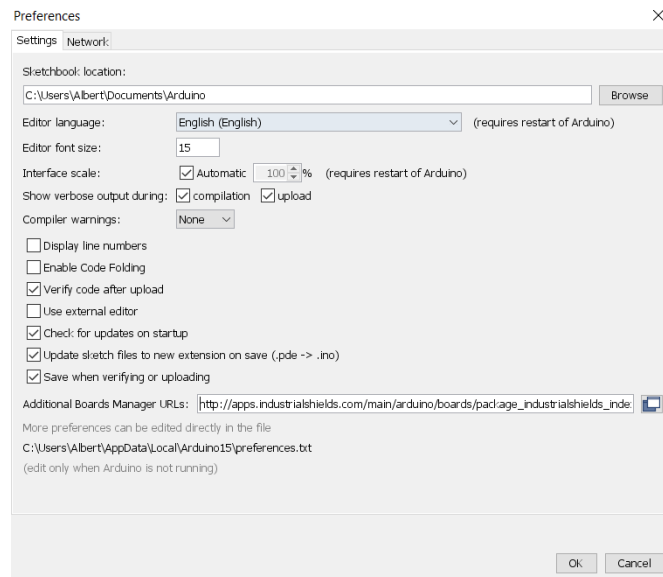 Preferences
Settings Network
Sketchbook location:
C:\Users\Albert\Documents\Arduino Browse
Editor language: English (English) (requires restart of Arduino)
Editor font size: 15
Interface scale: Automatic 100 % (requires restart of Arduino)
Show verbose output during: compilation upload
Compiler warnings: None
Display line numbers
Enable Code Folding
Verify code after upload
Use external editor
Check for updates on startup
Update sketch files to new extension on save (.pde -> .ino)
Save when verifying or uploading
Additional Boards Manager URLs: http://apps.industrialshields.com/main/arduino/boards/package_industrialshields_inde
More preferences can be edited directly in the file
C:\Users\Albert\AppData\Local\Arduino15\preferences.txt
(edit only when Arduino is not running)
OK Cancel